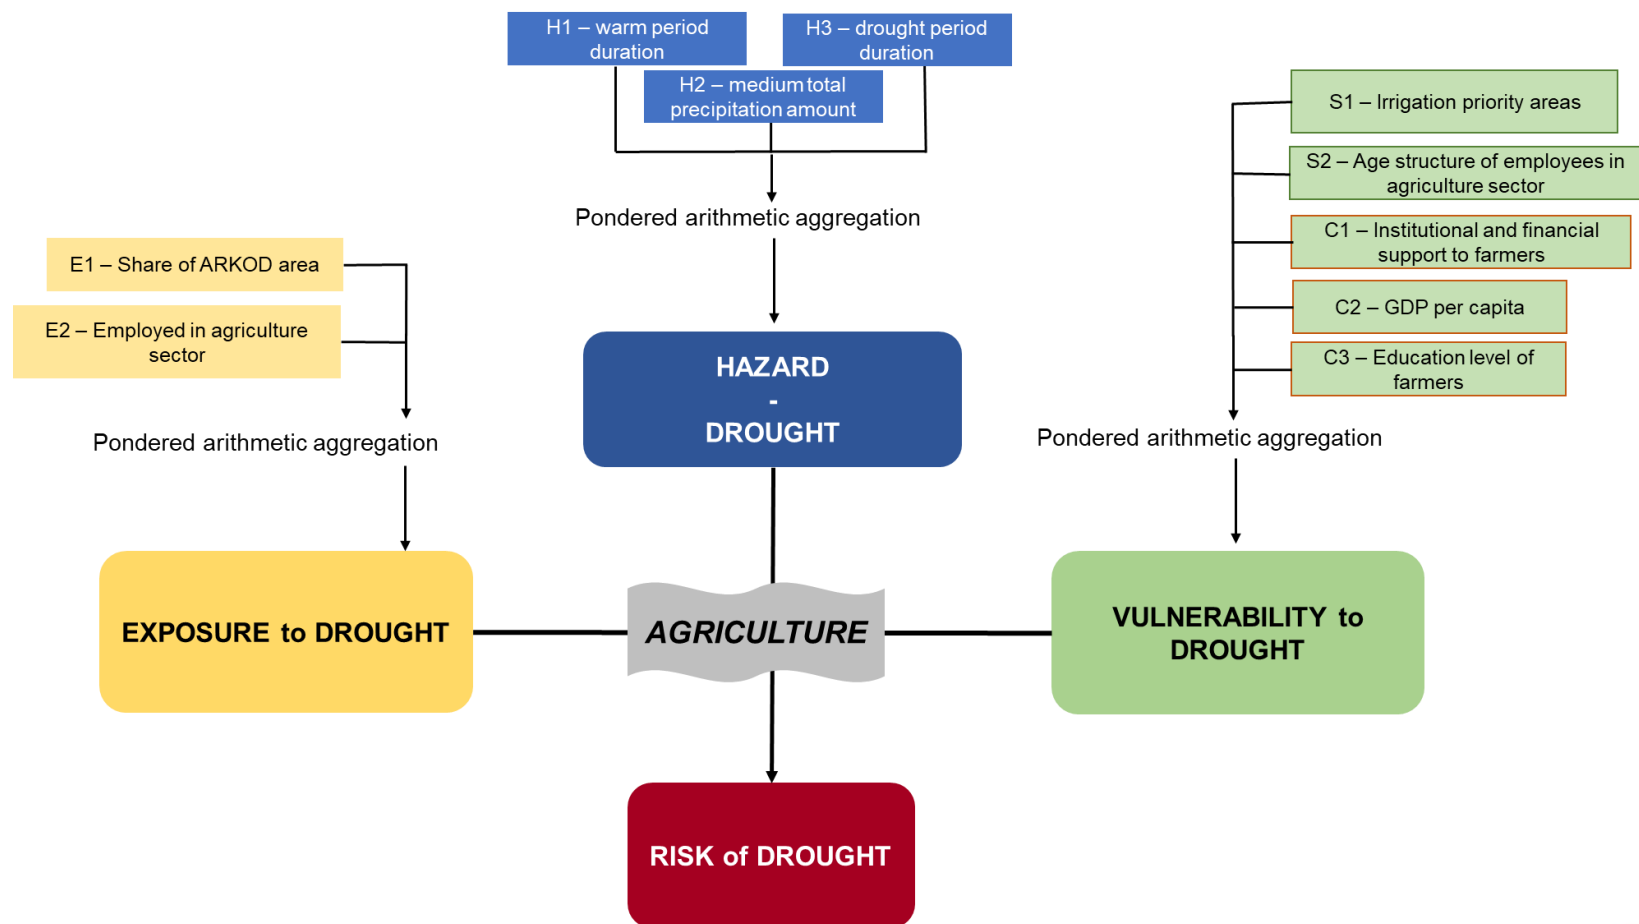 H1 – warm period
duration
H3 – drought period
duration
H2 – medium total
precipitation amount
Pondered arithmetic aggregation
HAZARD
-
DROUGHT
E1 – Share of ARKOD area
E2 – Employed in agriculture
sector
Pondered arithmetic aggregation
EXPOSURE to DROUGHT
S1 – Irrigation priority areas
S2 – Age structure of employees in
agriculture sector
C1 – Institutional and financial
support to farmers
C2 – GDP per capita
C3 – Education level of
farmers
Pondered arithmetic aggregation
VULNERABILITY to
DROUGHT
AGRICULTURE
RISK of DROUGHT